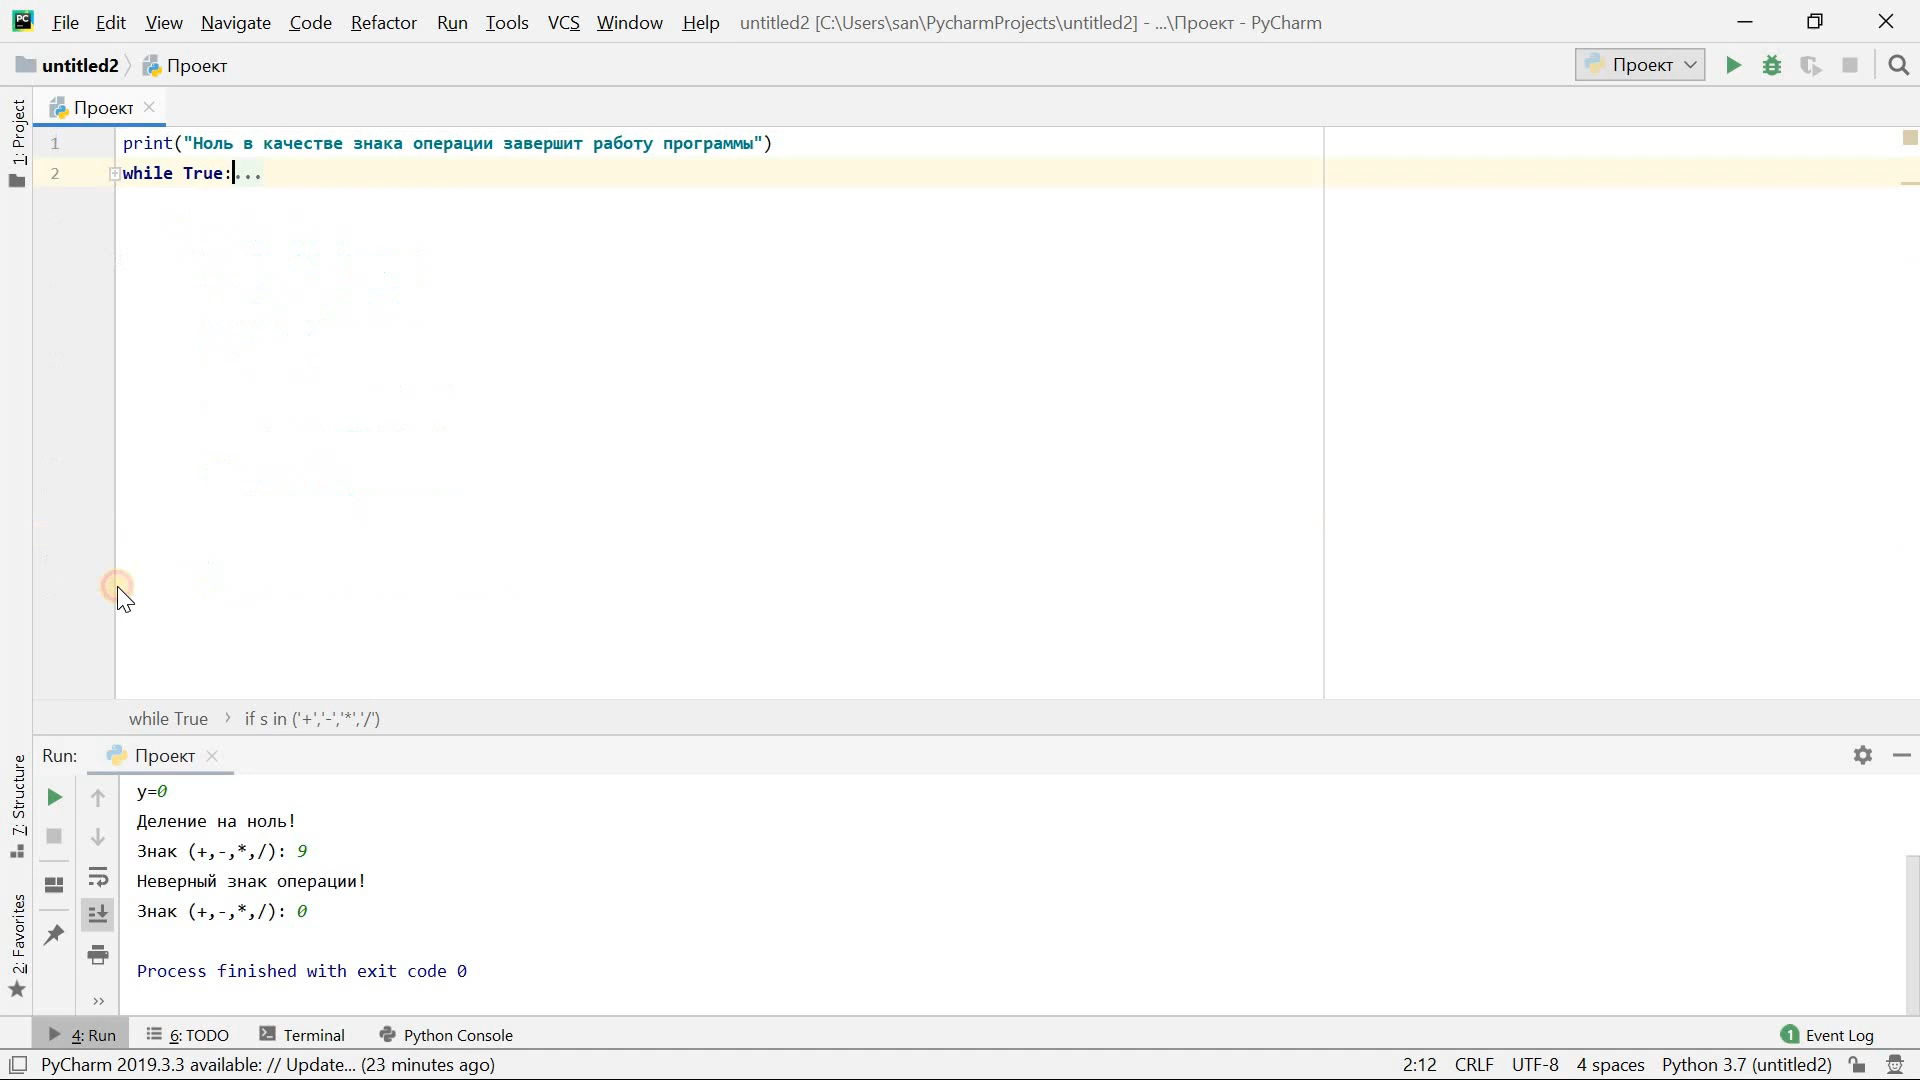 File Edit View Navigate Code Refactor Run Tools VCS Window Help untitled2 [C:\Users\san\PycharmProjects\untitled2] - ...\Проект - PyCharm
untitled2 Проект Проект
1: Project
Проект
1 print("Ноль в качестве знака операции завершит работу программы")
2 while True:...
while True › if s in ('+','-','*','/')
7: Structure
2: Favorites
Run: Проект
y=0
Деление на ноль!
Знак (+,-,*,/): 9
Неверный знак операции!
Знак (+,-,*,/): 0
Process finished with exit code 0
4: Run 6: TODO Terminal Python Console 1 Event Log
PyCharm 2019.3.3 available: // Update... (23 minutes ago) 2:12 CRLF UTF-8 4 spaces Python 3.7 (untitled2)